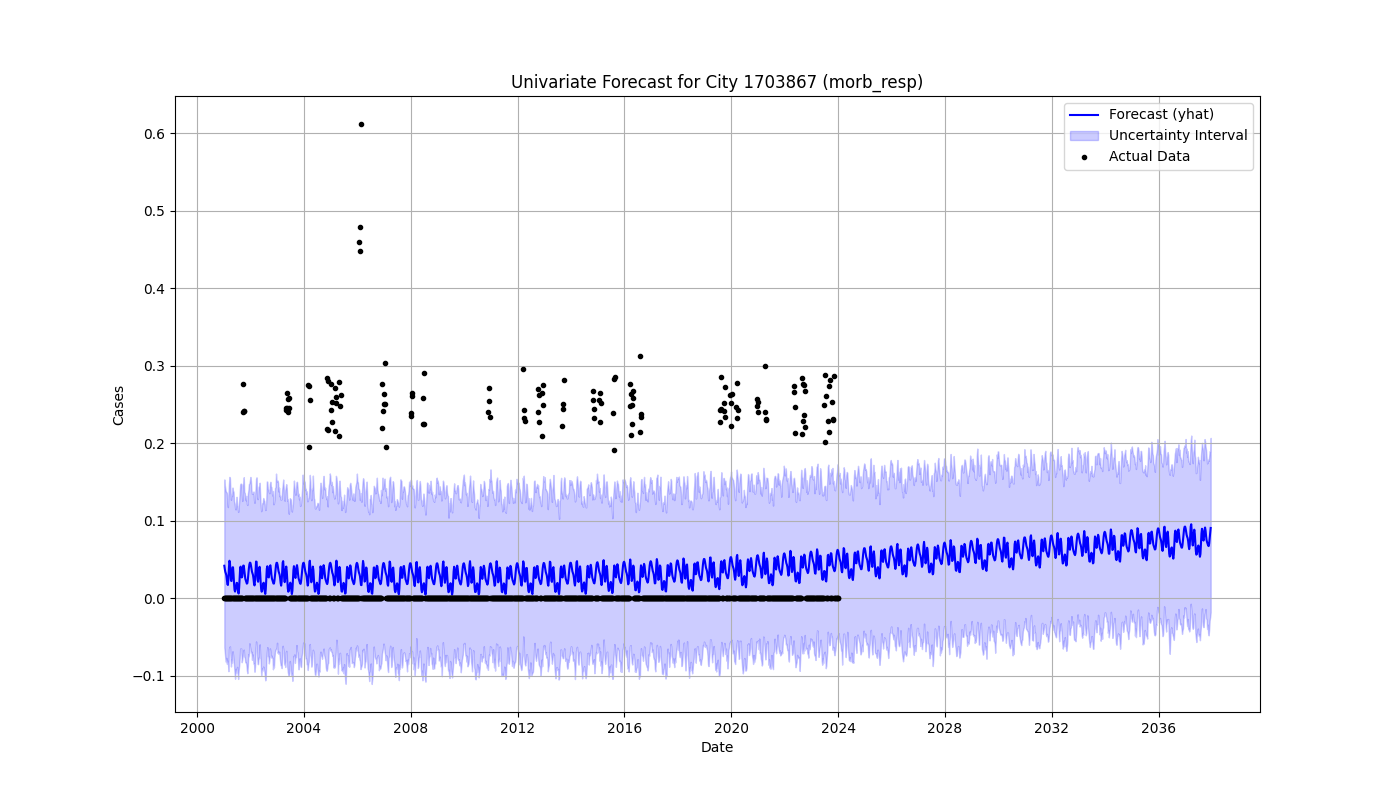 Univariate Forecast for City 1703867 (morb_resp)
Forecast (yhat)
Uncertainty Interval
Actual Data
Cases
0.6
0.5
0.4
0.3
0.2
0.1
0.0
−0.1
2000 2004 2008 2012 2016 2020 2024 2028 2032 2036
Date